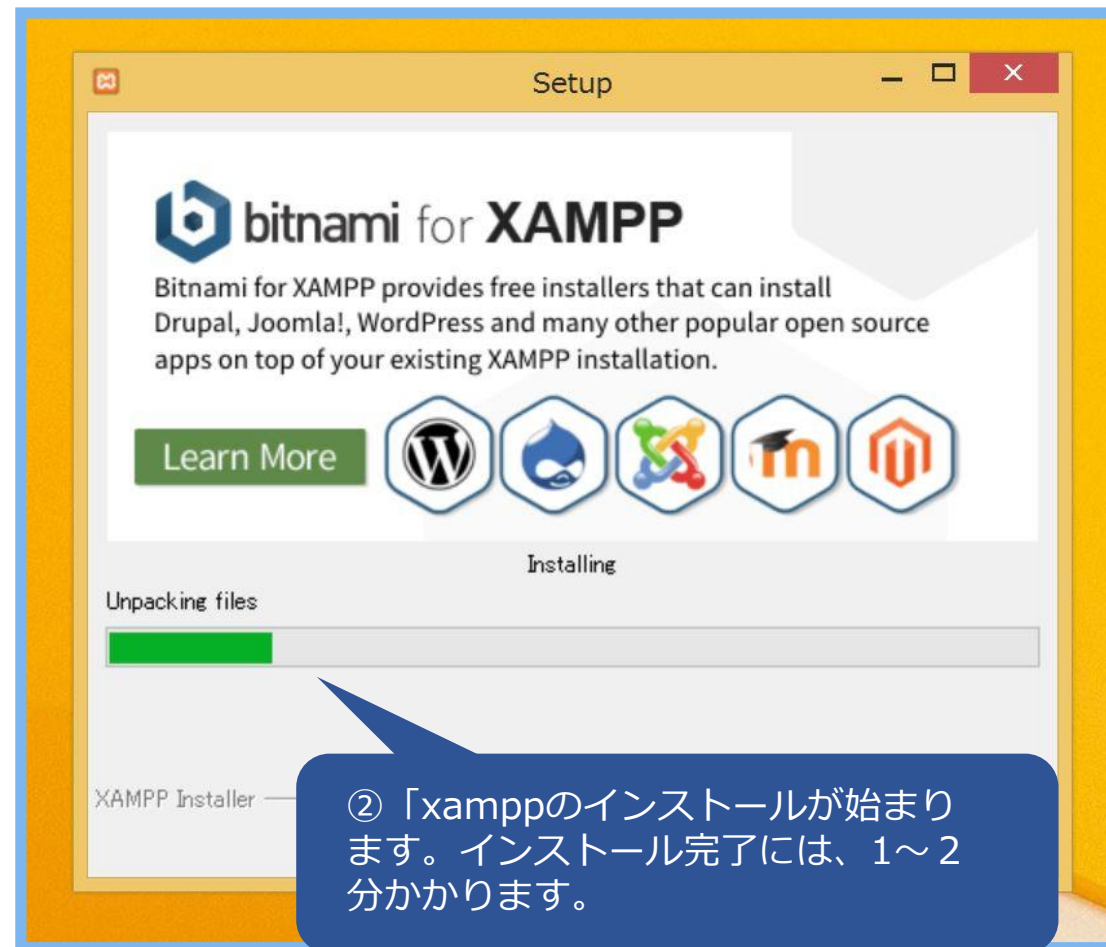 Setup
bitnami for XAMPP
Bitnami for XAMPP provides free installers that can install
Drupal, Joomla!, WordPress and many other popular open source
apps on top of your existing XAMPP installation.
Learn More
Installing
Unpacking files
XAMPP Installer
②「xamppのインストールが始まり
ます。インストール完了には、1～２
分かかります。